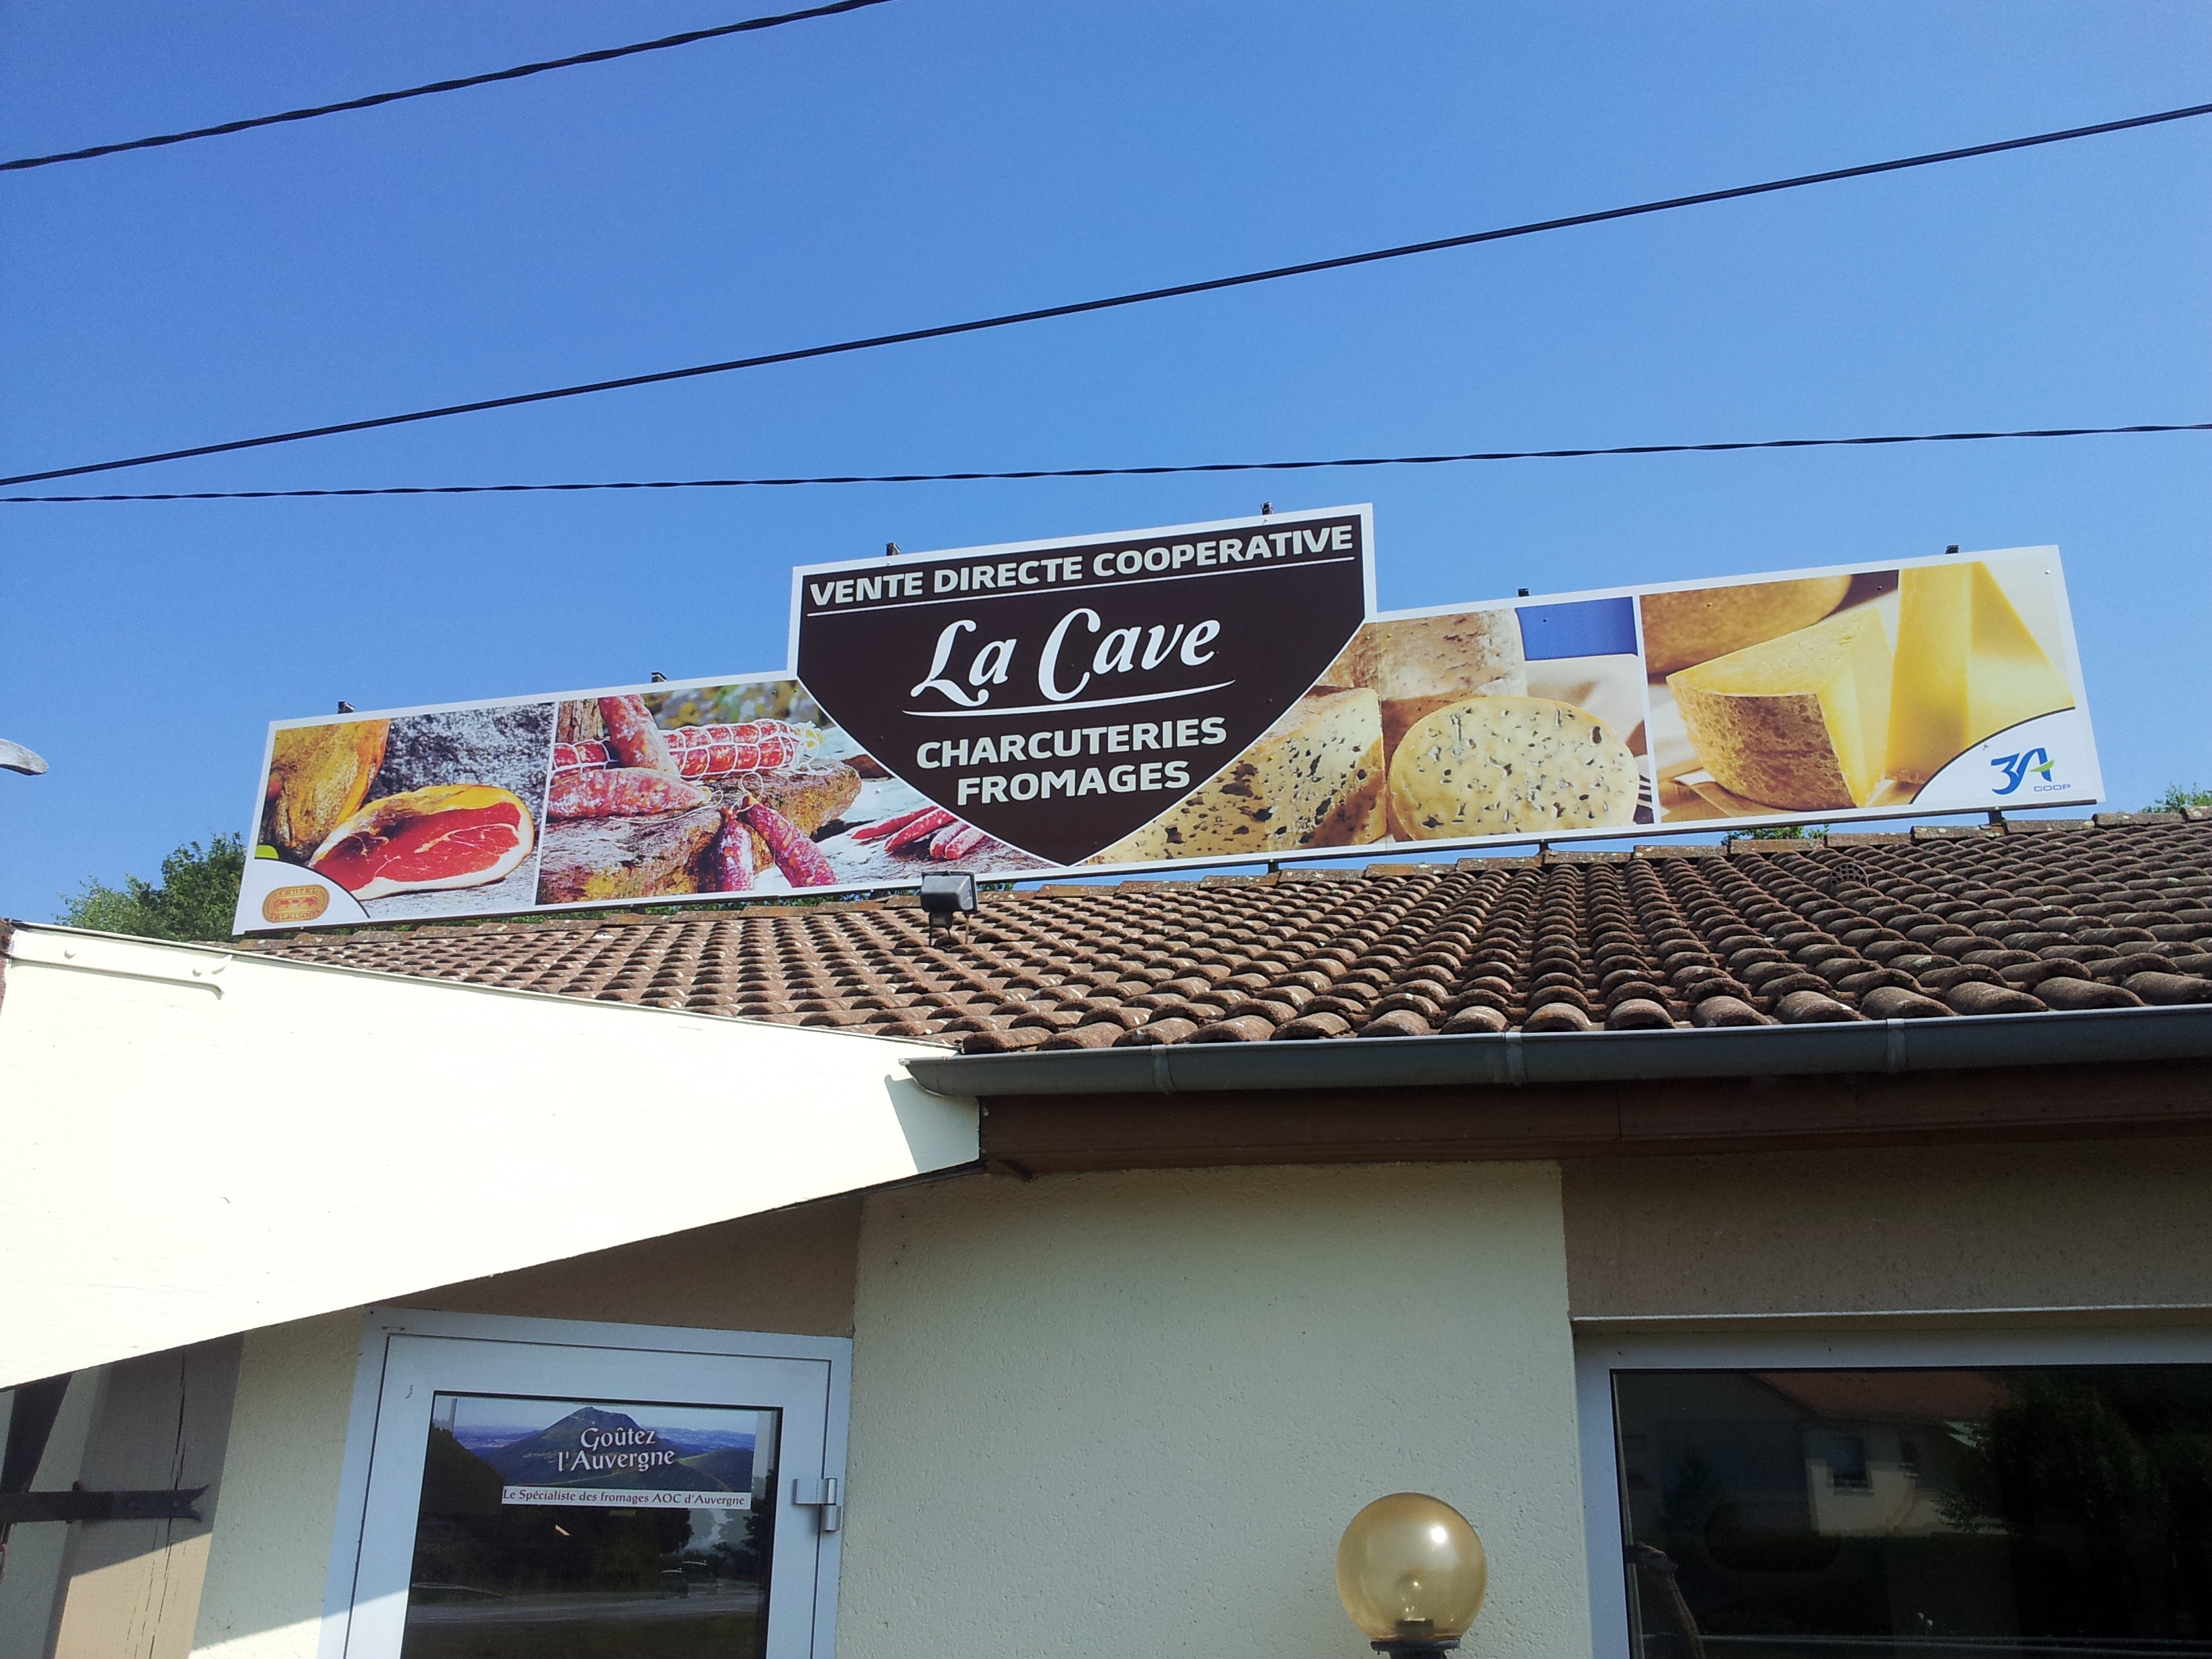 VENTE DIRECTE COOPERATIVE
La Cave
CHARCUTERIES
FROMAGES
3A
COOP
Goûtez
l'Auvergne
Le Spécialiste des fromages AOC d'Auvergne